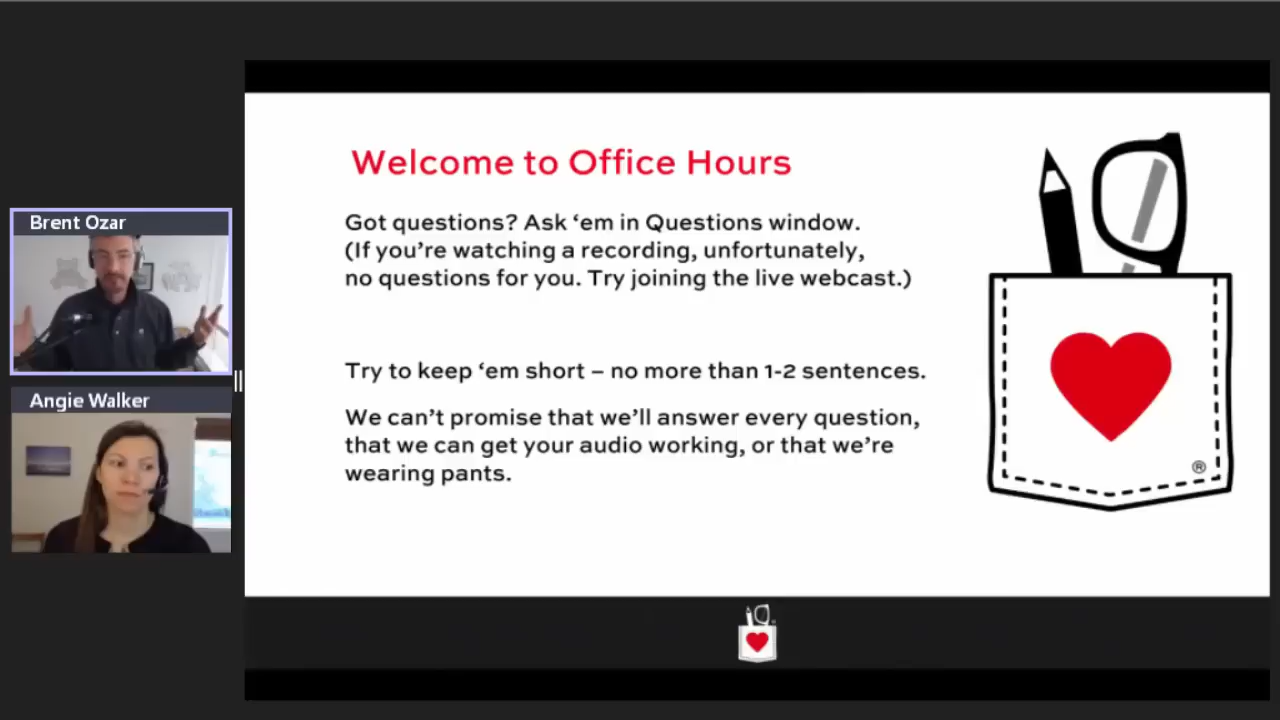 Brent Ozar
Angie Walker
Welcome to Office Hours
Got questions? Ask ‘em in Questions window.
(If you’re watching a recording, unfortunately,
no questions for you. Try joining the live webcast.)
Try to keep ‘em short – no more than 1-2 sentences.
We can’t promise that we’ll answer every question,
that we can get your audio working, or that we’re
wearing pants.
®